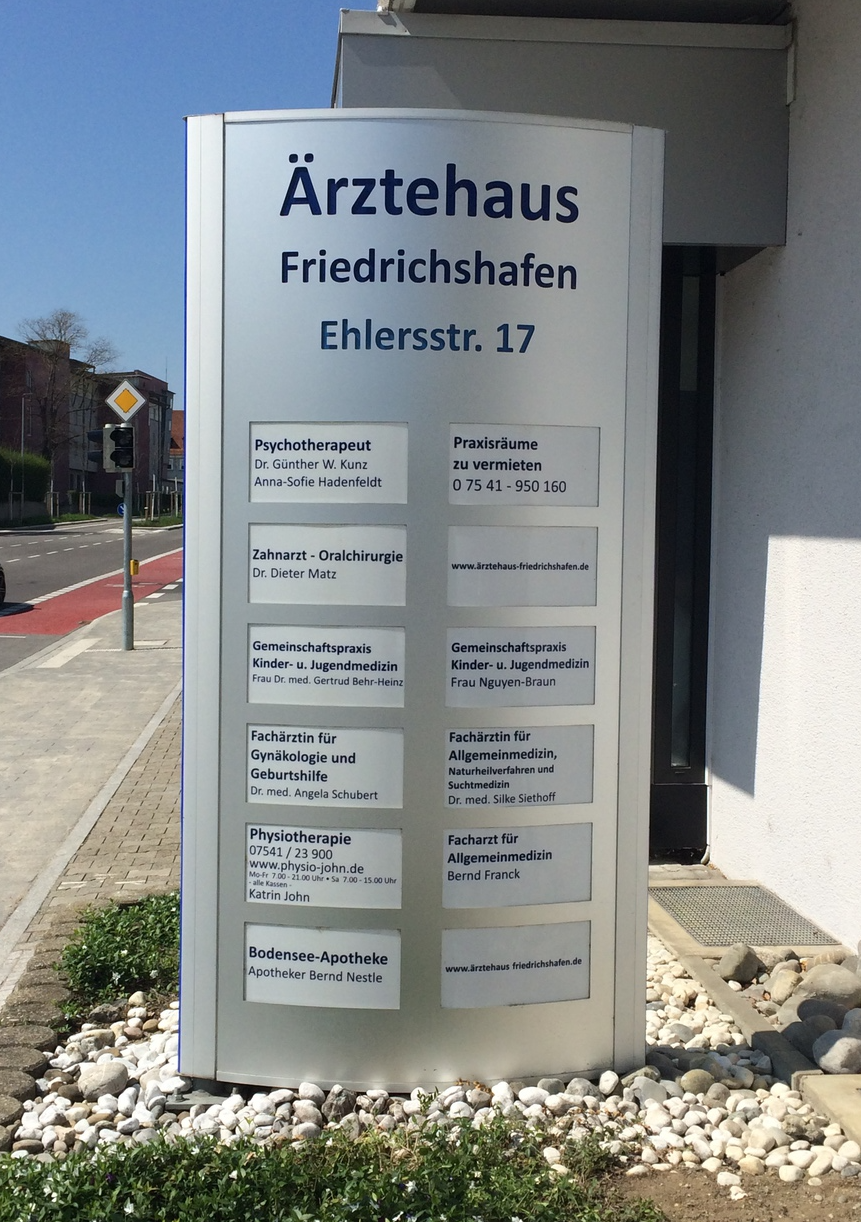 Ärztehaus
Friedrichshafen
Ehlersstr. 17
Psychotherapeut
Dr. Günther W. Kunz
Anna-Sofie Hadenfeldt
Praxisräume
zu vermieten
0 75 41 - 950 160
Zahnarzt - Oralchirurgie
Dr. Dieter Matz
www.ärztehaus-friedrichshafen.de
Gemeinschaftspraxis
Kinder- u. Jugendmedizin
Frau Dr. med. Gertrud Behr-Heinz
Gemeinschaftspraxis
Kinder- u. Jugendmedizin
Frau Nguyen-Braun
Fachärztin für
Gynäkologie und
Geburtshilfe
Dr. med. Angela Schubert
Fachärztin für
Allgemeinmedizin,
Naturheilverfahren und
Suchtmedizin
Dr. med. Silke Siethoff
Physiotherapie
07541 / 23 900
www.physio-john.de
Mo-Fr 7.00 - 21.00 Uhr • Sa 7.00 - 15.00 Uhr
- alle Kassen -
Katrin John
Facharzt für
Allgemeinmedizin
Bernd Franck
Bodensee-Apotheke
Apotheker Bernd Nestle
www.ärztehaus friedrichshafen.de